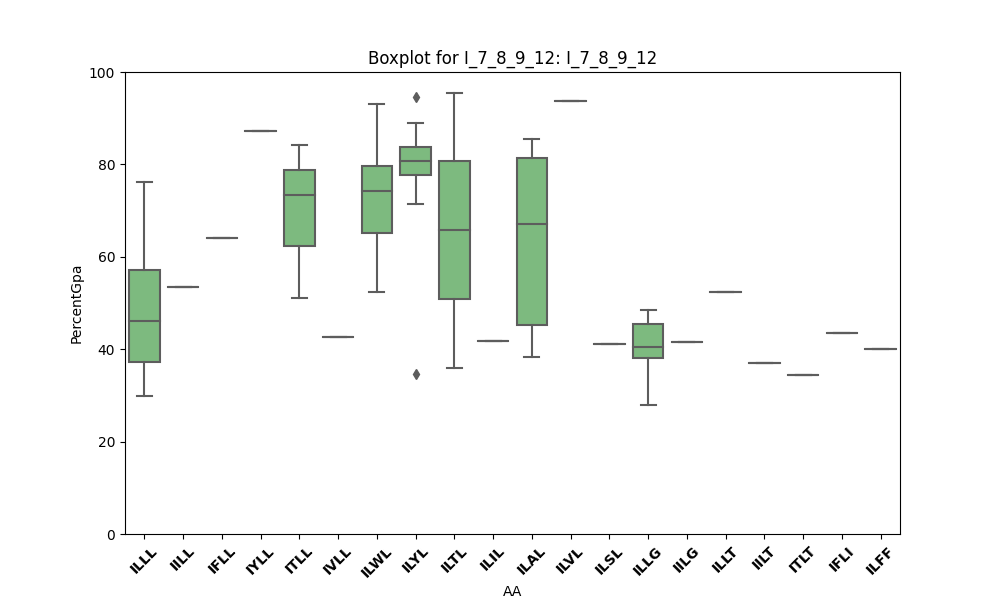 Boxplot for I_7_8_9_12: I_7_8_9_12
100
80
60
40
20
0
PercentGpa
ILLL
IILL
IFLL
IYLL
ITLL
IVLL
ILWL
ILYL
ILTL
ILIL
ILAL
ILVL
ILSL
ILLG
IILG
ILLT
IILT
ITLT
IFLI
ILFF
AA